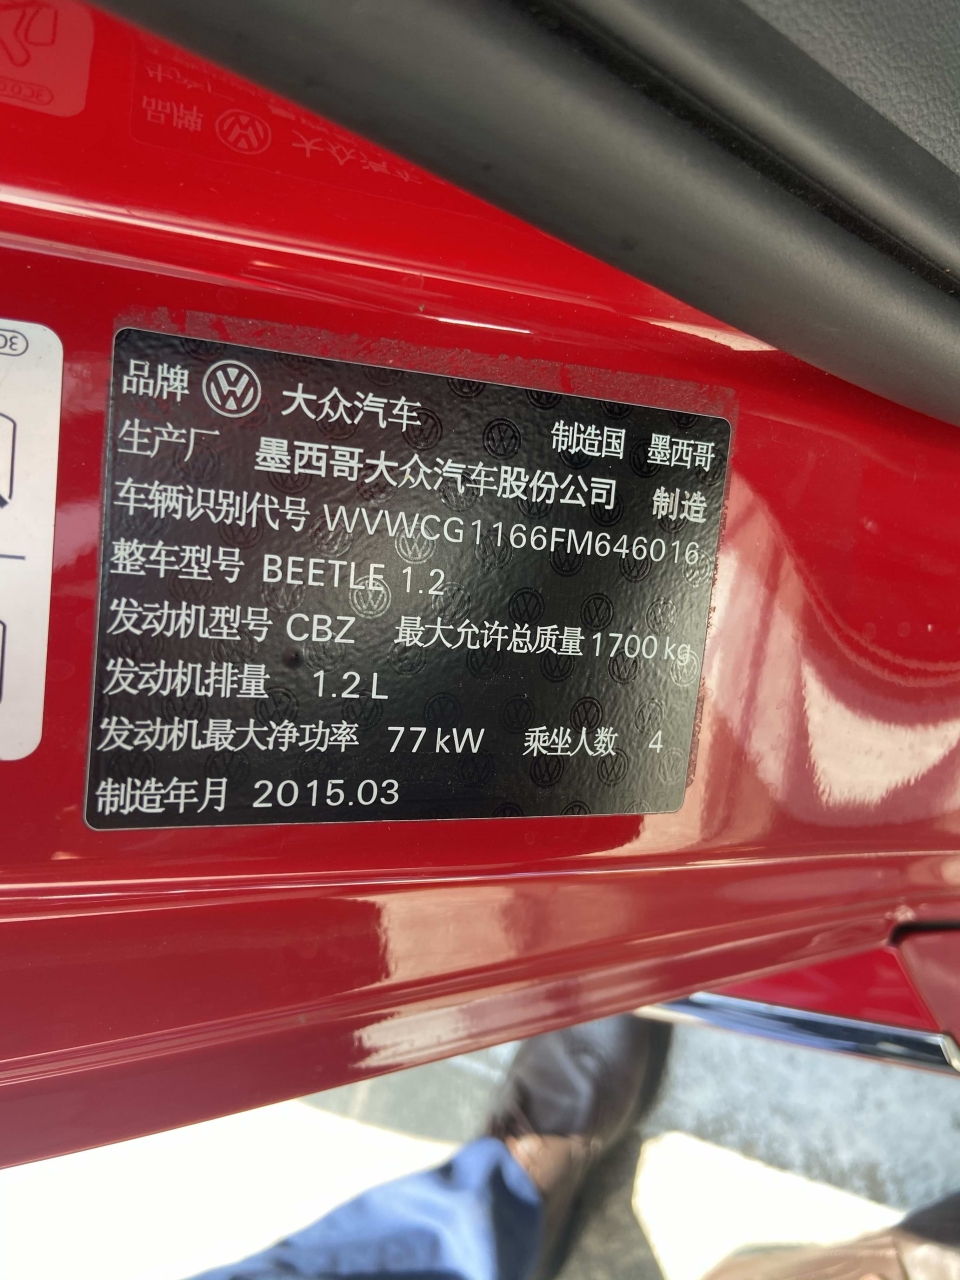 品牌 大众汽车
制造国 墨西哥
生产厂 墨西哥大众汽车股份公司 制造
车辆识别代号 WVWCG1166FM646016
整车型号 BEETLE 1.2
发动机型号 CBZ 最大允许总质量 1700 kg
发动机排量 1.2 L
发动机最大净功率 77 kW 乘坐人数 4
制造年月 2015.03